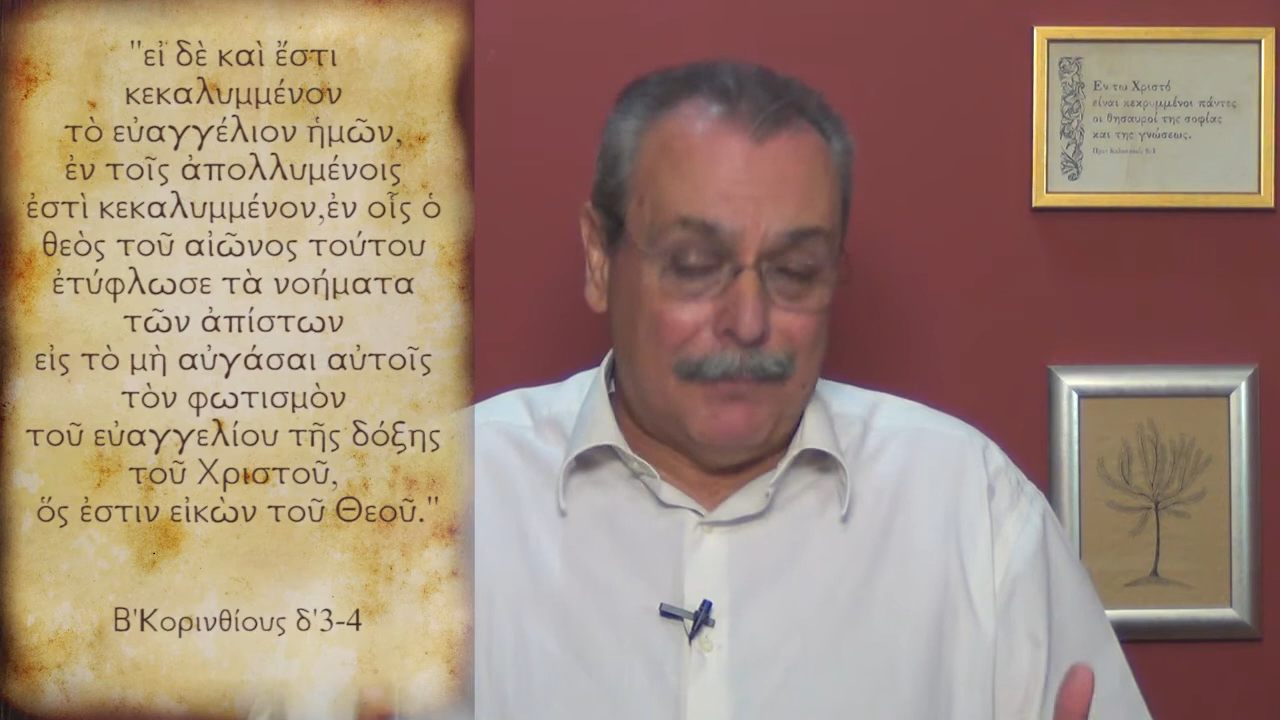 "εἰ δὲ καὶ ἔστι
κεκαλυμμένον
τὸ εὐαγγέλιον ἡμῶν,
ἐν τοῖς ἀπολλυμένοις
ἐστὶ κεκαλυμμένον,ἐν οἷς ὁ
θεὸς τοῦ αἰῶνος τούτου
ἐτύφλωσε τὰ νοήματα
τῶν ἀπίστων
εἰς τὸ μὴ αὐγάσαι αὐτοῖς
τὸν φωτισμὸν
τοῦ εὐαγγελίου τῆς δόξης
τοῦ Χριστοῦ,
ὅς ἐστιν εἰκὼν τοῦ Θεοῦ."
Β'Κορινθίους δ'3-4
Εν τω Χριστό
είναι κεκρυμμένοι πάντες
οι θησαυροί της σοφίας
και της γνώσεως.